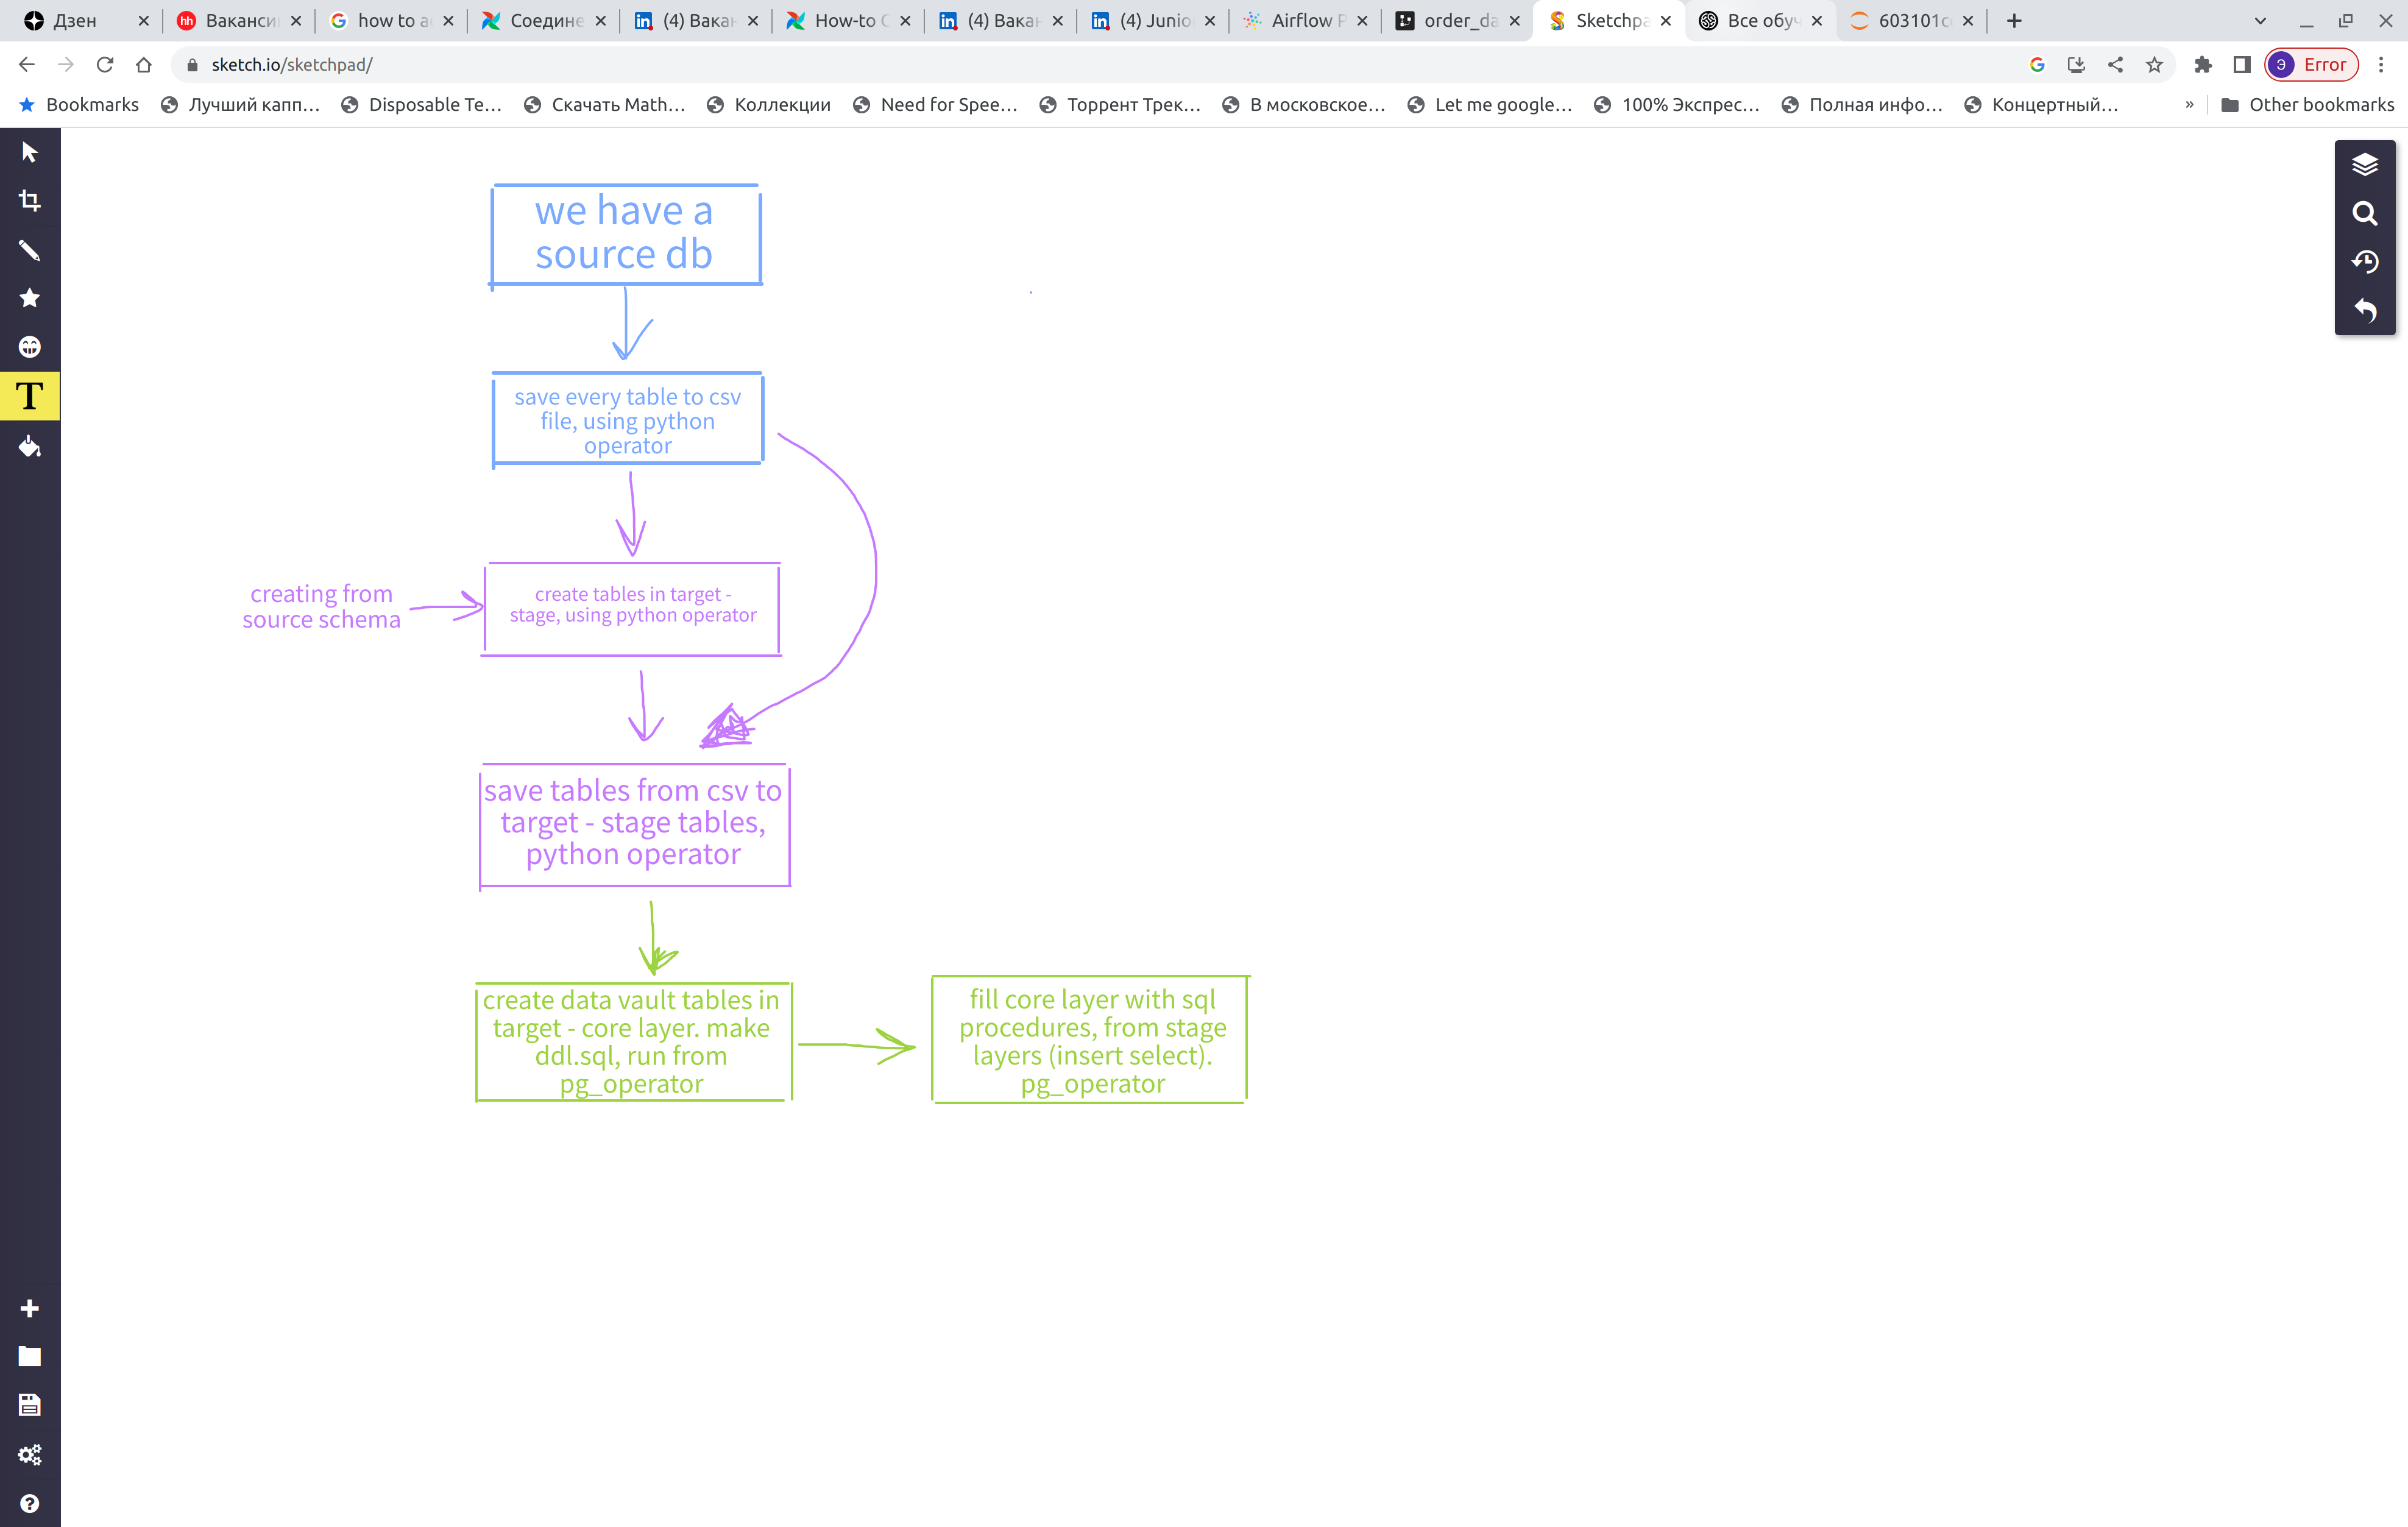 Дзен
Вакансии
how to a
Соедине
(4) Вакан
How-to C
(4) Вакан
(4) Junio
Airflow P
order_da
Sketchpa
Все обуч
603101c
sketch.io/sketchpad/
Э Error
Bookmarks
Лучший капп...
Disposable Te...
Скачать Math...
Коллекции
Need for Spee...
Торрент Трек...
В московское...
Let me google...
100% Экспрес...
Полная инфо...
Концертный...
»
Other bookmarks
T
we have a
source db
save every table to csv
file, using python
operator
creating from
source schema
create tables in target -
stage, using python operator
save tables from csv to
target - stage tables,
python operator
create data vault tables in
target - core layer. make
ddl.sql, run from
pg_operator
fill core layer with sql
procedures, from stage
layers (insert select).
pg_operator